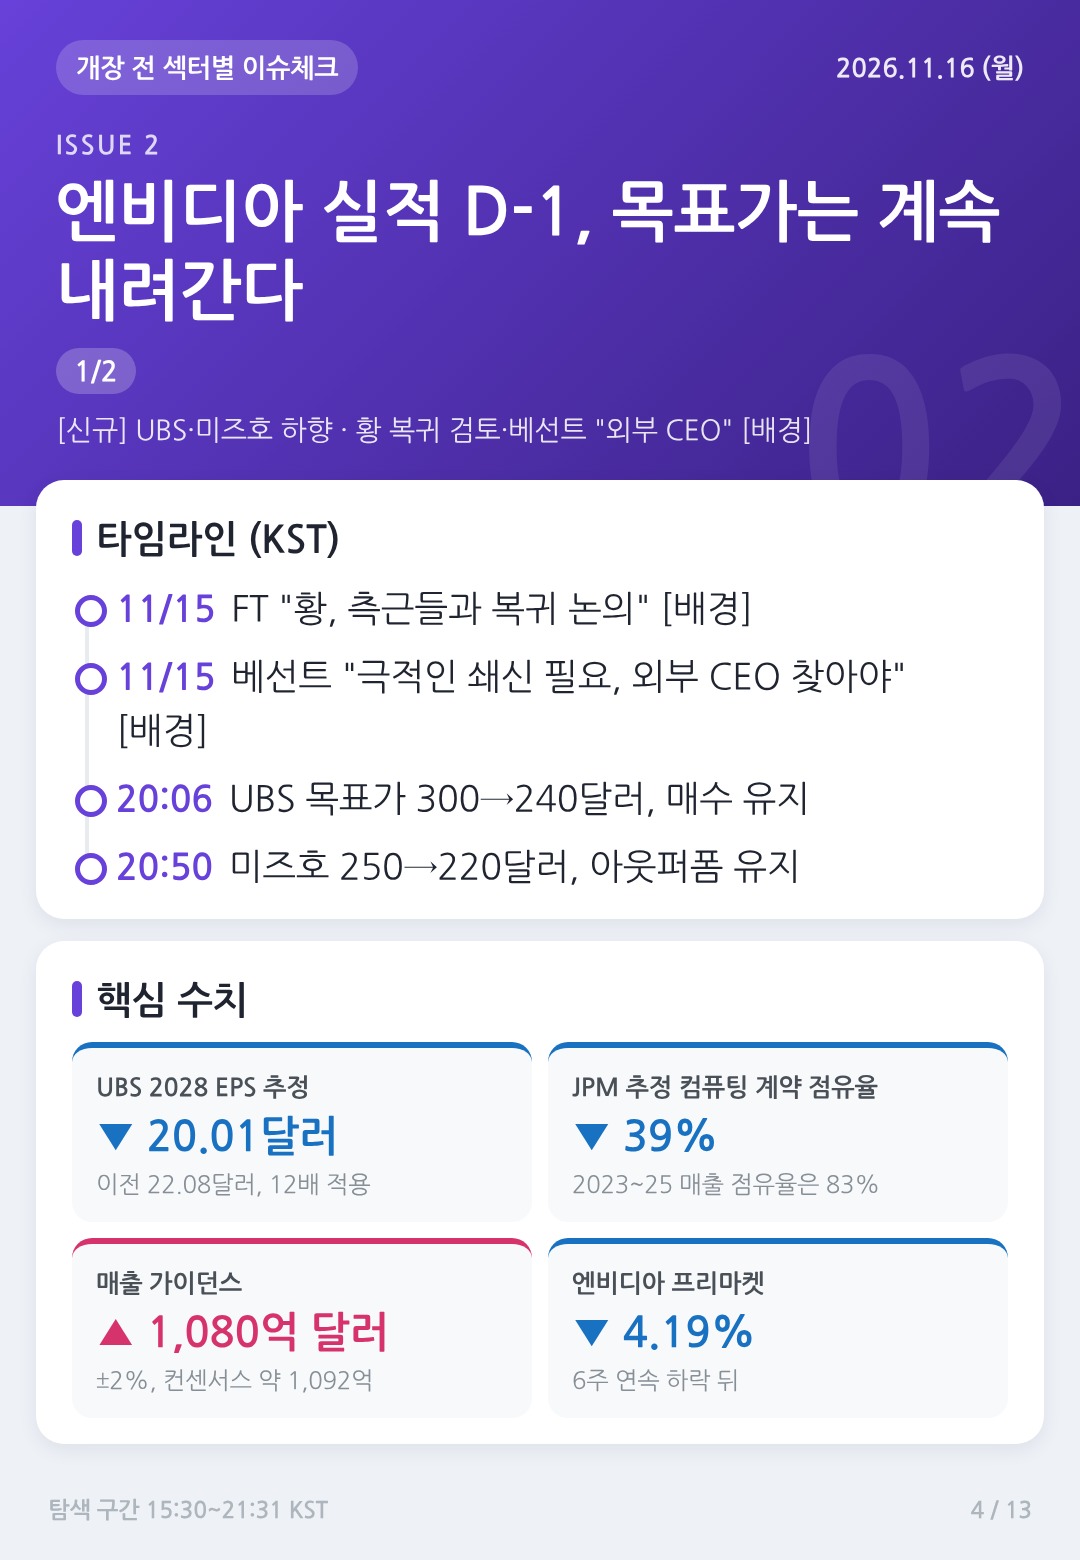 개장 전 섹터별 이슈체크
2026.11.16 (월)
ISSUE 2
엔비디아 실적 D-1, 목표가는 계속
내려간다
1/2
02
[신규] UBS·미즈호 하향 · 황 복귀 검토·베선트 "외부 CEO" [배경]
타임라인 (KST)
11/15 FT "황, 측근들과 복귀 논의" [배경]
11/15 베선트 "극적인 쇄신 필요, 외부 CEO 찾아야"
[배경]
20:06 UBS 목표가 300→240달러, 매수 유지
20:50 미즈호 250→220달러, 아웃퍼폼 유지
핵심 수치
UBS 2028 EPS 추정
▼ 20.01달러
이전 22.08달러, 12배 적용
JPM 추정 컴퓨팅 계약 점유율
▼ 39%
2023~25 매출 점유율은 83%
매출 가이던스
▲ 1,080억 달러
±2%, 컨센서스 약 1,092억
엔비디아 프리마켓
▼ 4.19%
6주 연속 하락 뒤
탐색 구간 15:30~21:31 KST
4 / 13